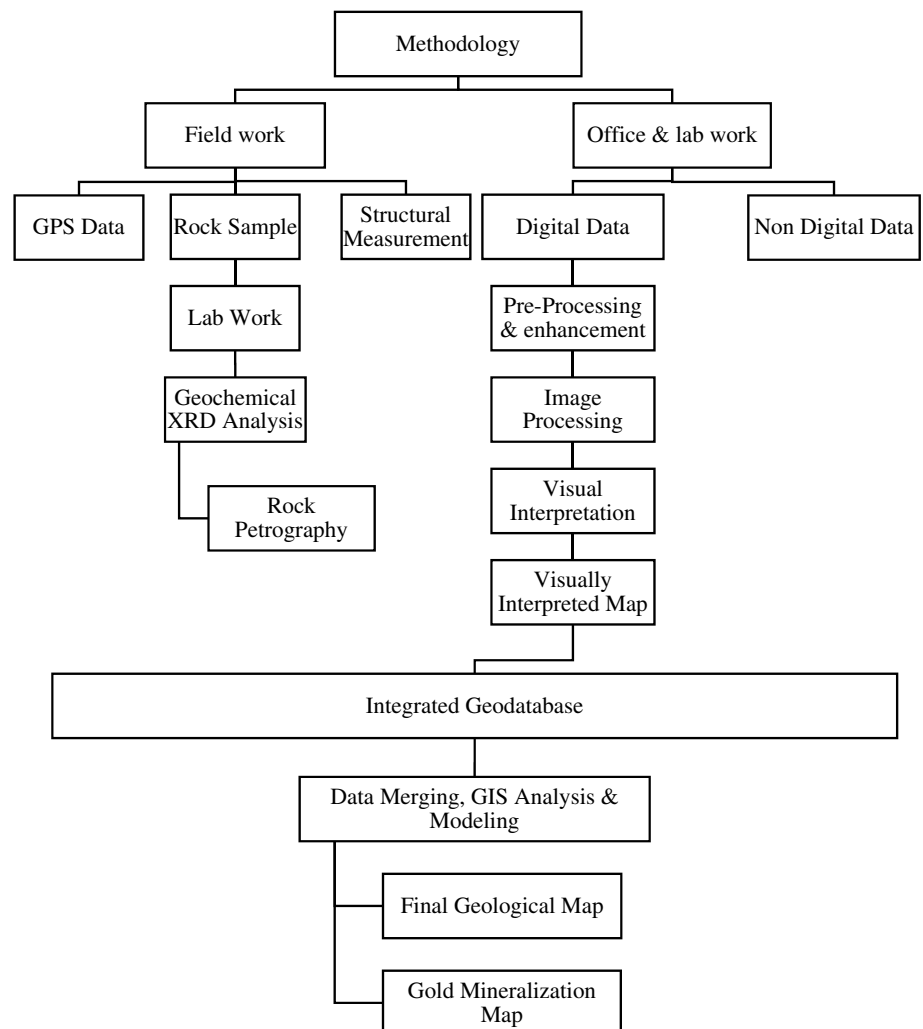 Methodology
Field work
Office & lab work
GPS Data
Rock Sample
Structural
Measurement
Digital Data
Non Digital Data
Lab Work
Pre-Processing
& enhancement
Geochemical
XRD Analysis
Image
Processing
Rock
Petrography
Visual
Interpretation
Visually
Interpreted Map
Integrated Geodatabase
Data Merging, GIS Analysis &
Modeling
Final Geological Map
Gold Mineralization
Map